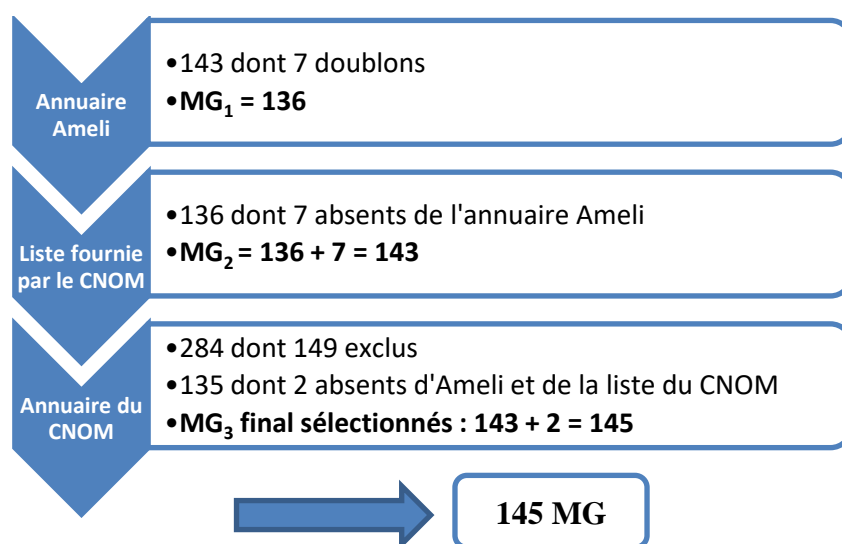 Annuaire
Ameli
•143 dont 7 doublons
•MG₁ = 136
Liste fournie
par le CNOM
•136 dont 7 absents de l'annuaire Ameli
•MG₂ = 136 + 7 = 143
Annuaire du
CNOM
•284 dont 149 exclus
•135 dont 2 absents d'Ameli et de la liste du CNOM
•MG₃ final sélectionnés : 143 + 2 = 145
145 MG